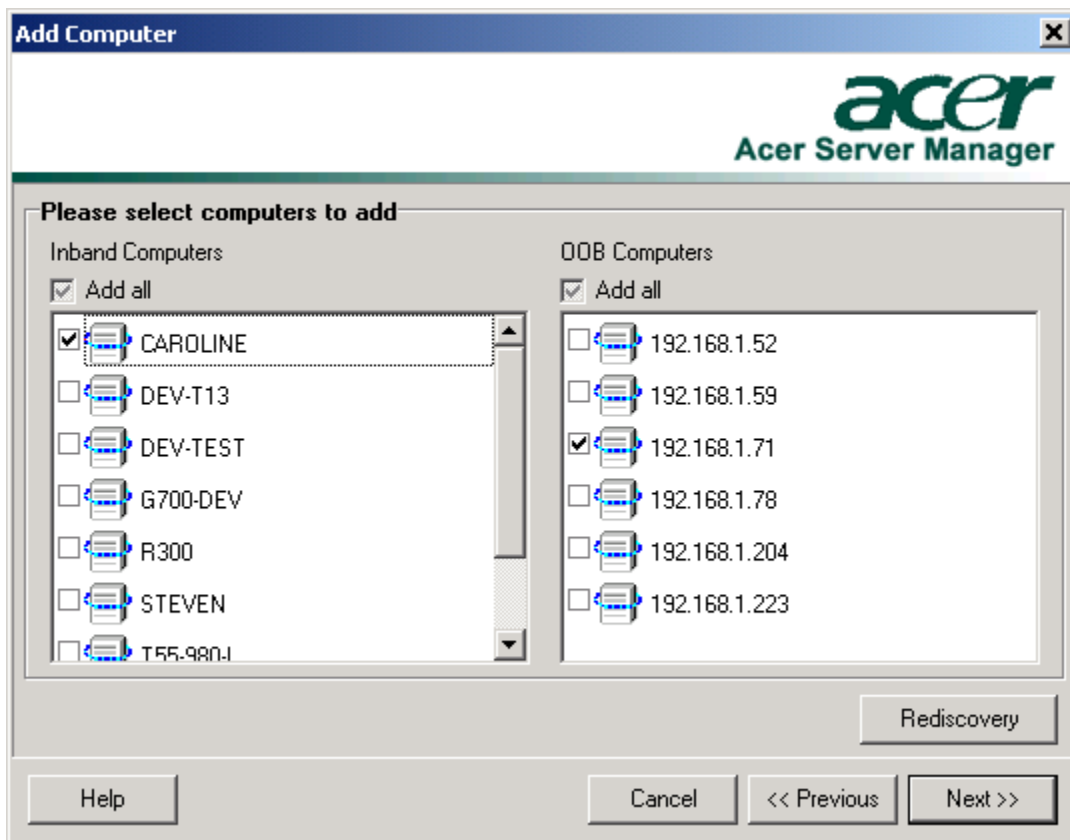 Add Computer
acer
Acer Server Manager
Please select computers to add
Inband Computers
Add all
CAROLINE
DEV-T13
DEV-TEST
G700-DEV
R300
STEVEN
OOB Computers
Add all
192.168.1.52
192.168.1.59
192.168.1.71
192.168.1.78
192.168.1.204
192.168.1.223
Rediscovery
Help
Cancel
<< Previous
Next >>